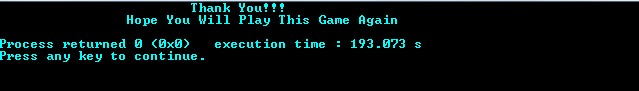 Thank You!!!
Hope You Will Play This Game Again
Process returned 0 (0x0)   execution time : 193.073 s
Press any key to continue.